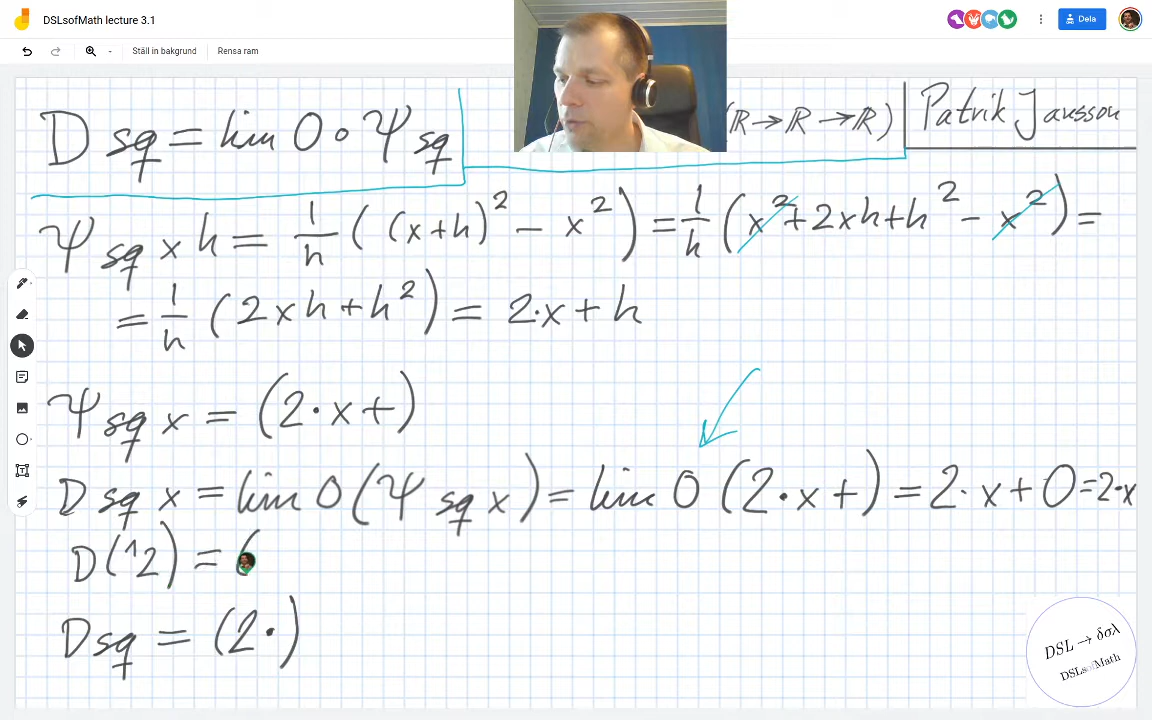 DSLsofMath lecture 3.1
Dela
Ställ in bakgrund Rensa ram
D sq = lim 0 ∘ Ψ sq
(ℝ → ℝ → ℝ)
Patrik Jansson
Ψ sq x h = 1/h ((x+h)² − x²) = 1/h (x² + 2xh + h² − x²) =
= 1/h (2xh + h²) = 2·x + h
Ψ sq x = (2·x+)
D sq x = lim 0 (Ψ sq x) = lim 0 (2·x+) = 2·x + 0 = 2·x
D(^2) = (
D sq = (2·)
DSL → δσλ
DSLsofMath